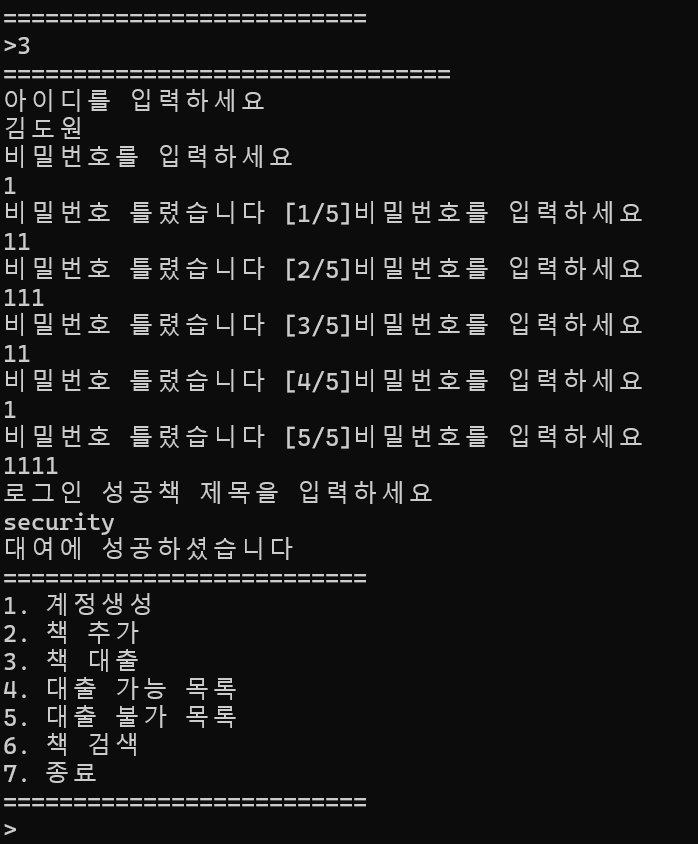 ==========================
>3
================================
아이디를 입력하세요
김도원
비밀번호를 입력하세요
1
비밀번호 틀렸습니다 [1/5]비밀번호를 입력하세요
11
비밀번호 틀렸습니다 [2/5]비밀번호를 입력하세요
111
비밀번호 틀렸습니다 [3/5]비밀번호를 입력하세요
11
비밀번호 틀렸습니다 [4/5]비밀번호를 입력하세요
1
비밀번호 틀렸습니다 [5/5]비밀번호를 입력하세요
1111
로그인 성공책 제목을 입력하세요
security
대여에 성공하셨습니다
==========================
1. 계정생성
2. 책 추가
3. 책 대출
4. 대출 가능 목록
5. 대출 불가 목록
6. 책 검색
7. 종료
==========================
>